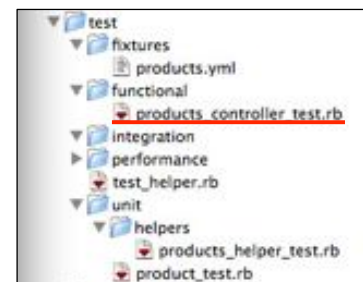 test
fixtures
products.yml
functional
products_controller_test.rb
integration
performance
test_helper.rb
unit
helpers
products_helper_test.rb
product_test.rb